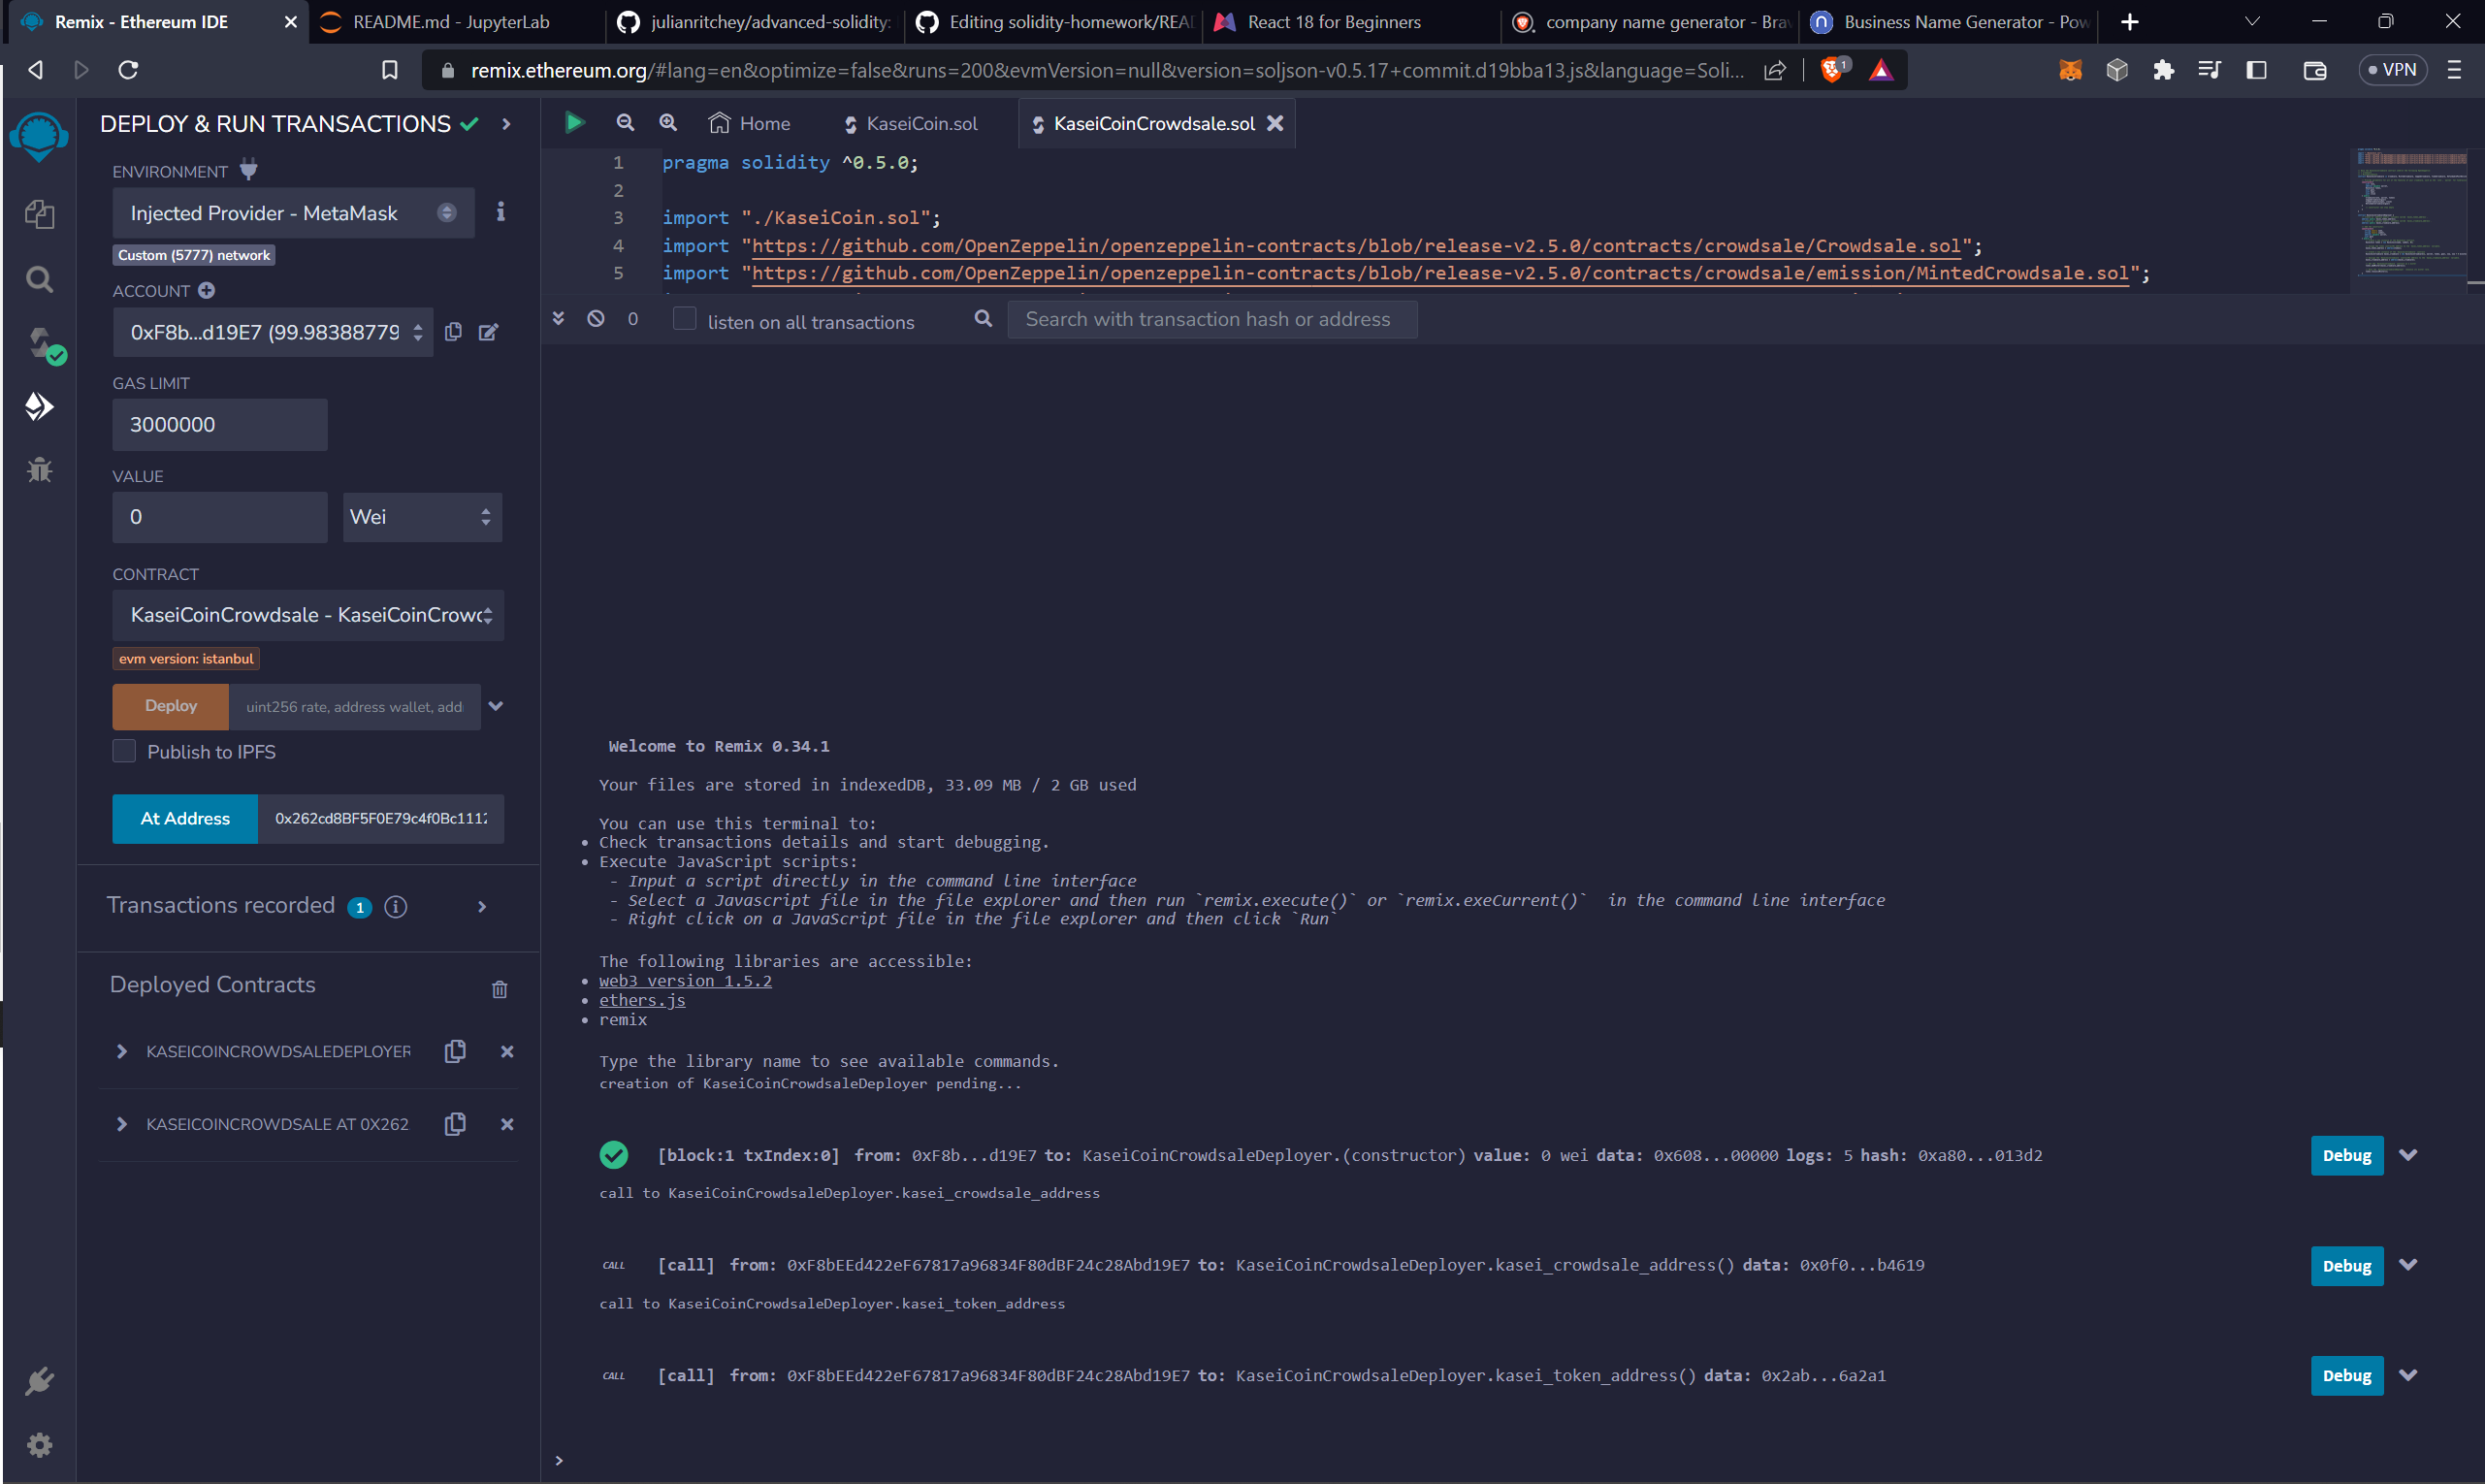 Remix - Ethereum IDE
README.md - JupyterLab
julianritchey/advanced-solidity:
Editing solidity-homework/REA
React 18 for Beginners
company name generator - Bra
Business Name Generator - Pow
remix.ethereum.org/#lang=en&optimize=false&runs=200&evmVersion=null&version=soljson-v0.5.17+commit.d19bba13.js&language=Soli...
1
VPN
DEPLOY & RUN TRANSACTIONS
ENVIRONMENT
Injected Provider - MetaMask
Custom (5777) network
ACCOUNT
0xF8b...d19E7 (99.98388779
GAS LIMIT
3000000
VALUE
0
Wei
CONTRACT
KaseiCoinCrowdsale - KaseiCoinCrowd
evm version: istanbul
Deploy
uint256 rate, address wallet, add
Publish to IPFS
At Address
0x262cd8BF5F0E79c4f0Bc1112
Transactions recorded 1
Deployed Contracts
KASEICOINCROWDSALEDEPLOYER
KASEICOINCROWDSALE AT 0X262
Home
KaseiCoin.sol
KaseiCoinCrowdsale.sol
1 pragma solidity ^0.5.0;
2
3 import "./KaseiCoin.sol";
4 import "https://github.com/OpenZeppelin/openzeppelin-contracts/blob/release-v2.5.0/contracts/crowdsale/Crowdsale.sol";
5 import "https://github.com/OpenZeppelin/openzeppelin-contracts/blob/release-v2.5.0/contracts/crowdsale/emission/MintedCrowdsale.sol";
0
listen on all transactions
Search with transaction hash or address
Welcome to Remix 0.34.1
Your files are stored in indexedDB, 33.09 MB / 2 GB used
You can use this terminal to:
• Check transactions details and start debugging.
• Execute JavaScript scripts:
- Input a script directly in the command line interface
- Select a Javascript file in the file explorer and then run `remix.execute()` or `remix.exeCurrent()` in the command line interface
- Right click on a JavaScript file in the file explorer and then click `Run`
The following libraries are accessible:
• web3 version 1.5.2
• ethers.js
• remix
Type the library name to see available commands.
creation of KaseiCoinCrowdsaleDeployer pending...
[block:1 txIndex:0] from: 0xF8b...d19E7 to: KaseiCoinCrowdsaleDeployer.(constructor) value: 0 wei data: 0x608...00000 logs: 5 hash: 0xa80...013d2
Debug
call to KaseiCoinCrowdsaleDeployer.kasei_crowdsale_address
CALL [call] from: 0xF8bEEd422eF67817a96834F80dBF24c28Abd19E7 to: KaseiCoinCrowdsaleDeployer.kasei_crowdsale_address() data: 0x0f0...b4619
Debug
call to KaseiCoinCrowdsaleDeployer.kasei_token_address
CALL [call] from: 0xF8bEEd422eF67817a96834F80dBF24c28Abd19E7 to: KaseiCoinCrowdsaleDeployer.kasei_token_address() data: 0x2ab...6a2a1
Debug
>